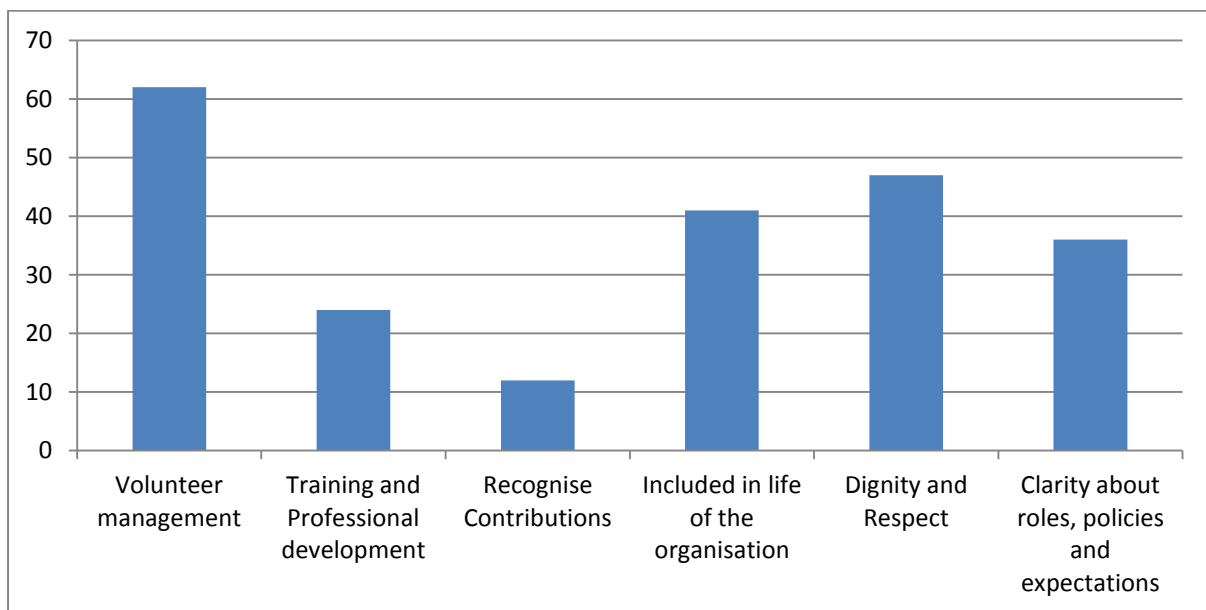 70
60
50
40
30
20
10
0
Volunteer
management
Training and
Professional
development
Recognise
Contributions
Included in life
of the
organisation
Dignity and
Respect
Clarity about
roles, policies
and
expectations